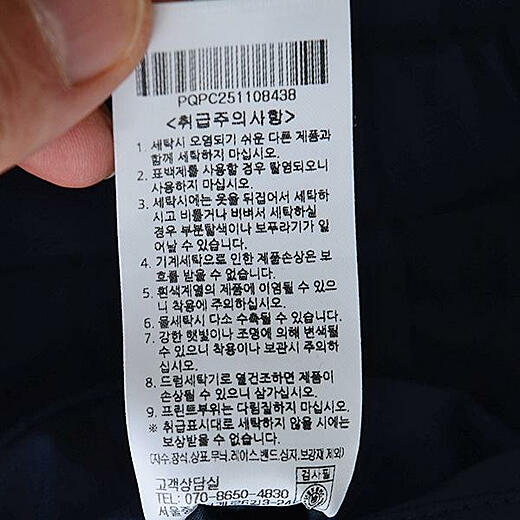 PQPC251108438
<취급주의사항>
1. 세탁시 오염되기 쉬운 다른 제품과
함께 세탁하지 마십시오.
2. 표백제를 사용할 경우 탈염되오니
사용하지 마십시오.
3. 세탁시에는 옷을 뒤집어서 세탁하
시고 비틀거나 비벼서 세탁하실
경우 부분탈색이나 보푸라기가 일
어날 수 있습니다.
4. 기계세탁으로 인한 제품손상은 보
호를 받을 수 없습니다.
5. 흰색계열의 제품에 이염될 수 있으
니 착용에 주의하십시오.
6. 물세탁시 다소 수축될 수 있습니다.
7. 강한 햇빛이나 조명에 의해 변색될
수 있으니 착용이나 보관시 주의하
십시오.
8. 드럼세탁기로 열건조하면 제품이
손상될 수 있으니 삼가십시오.
9. 프린트부위는 다림질하지 마십시오.
※ 취급표시대로 세탁하지 않을 시에는
보상받을 수 없습니다.
(자수, 장식, 상표, 무늬, 레이스, 밴드, 심지, 보강재 제외)
고객상담실
검사필
TEL: 070-8650-4830
서울